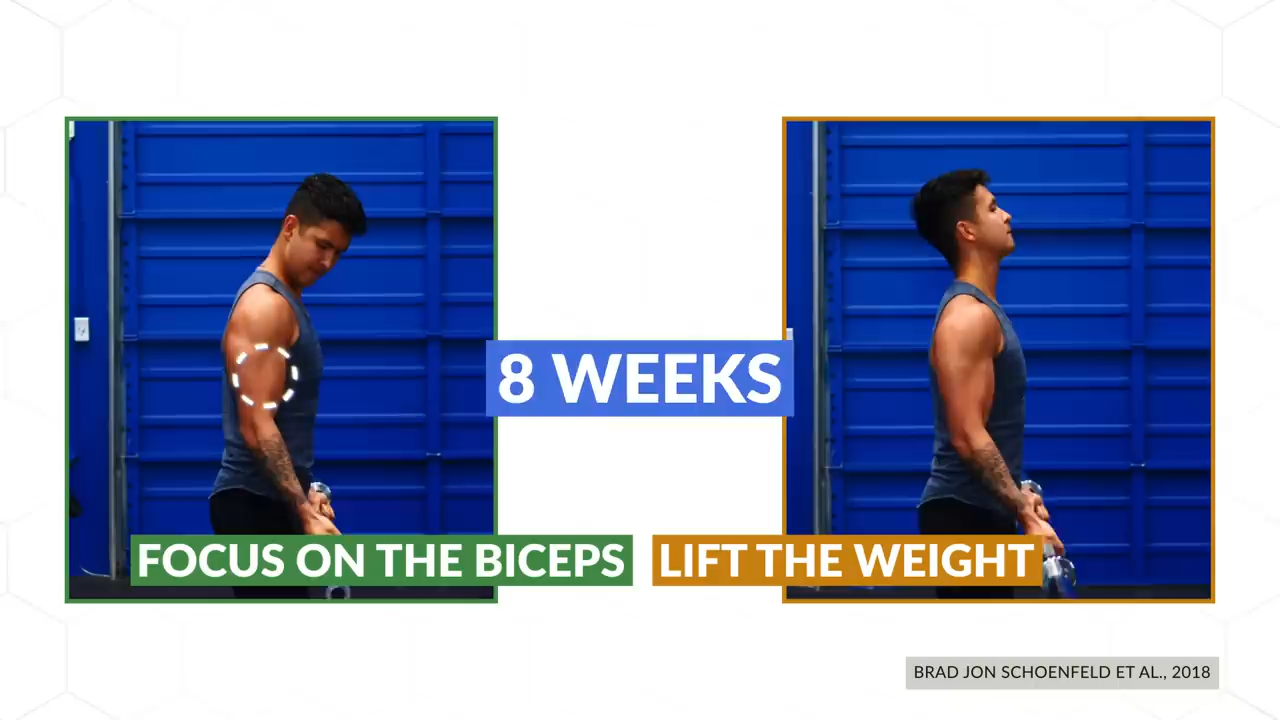 8 WEEKS
FOCUS ON THE BICEPS
LIFT THE WEIGHT
BRAD JON SCHOENFELD ET AL., 2018